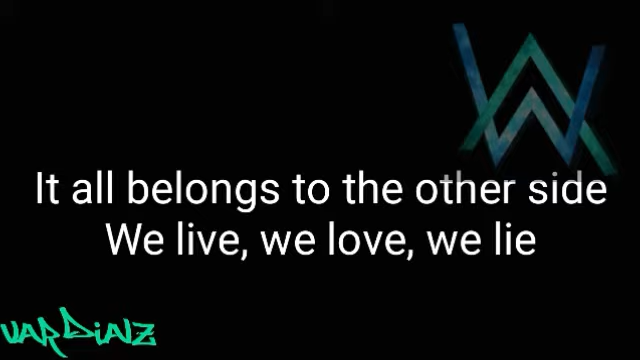 It all belongs to the other side
We live, we love, we lie
VARDiNZ